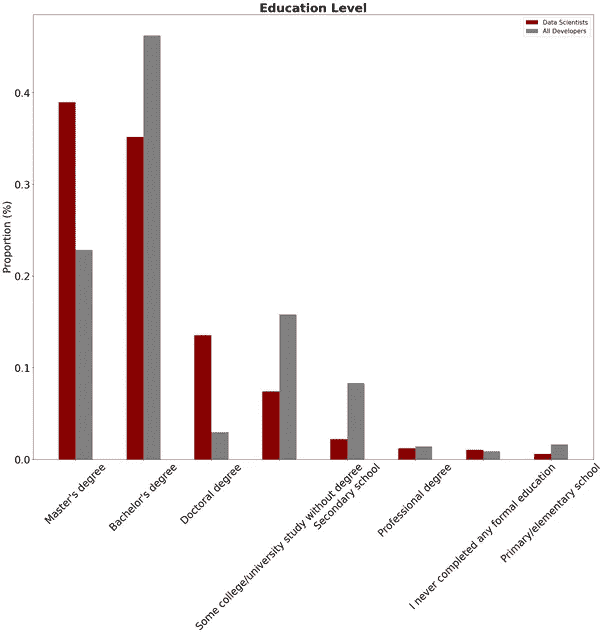 Education Level
Data Scientists
All Developers
Proportion (%)
0.4
0.3
0.2
0.1
0.0
Master's degree
Bachelor's degree
Doctoral degree
Some college/university study without degree
Secondary school
Professional degree
I never completed any formal education
Primary/elementary school